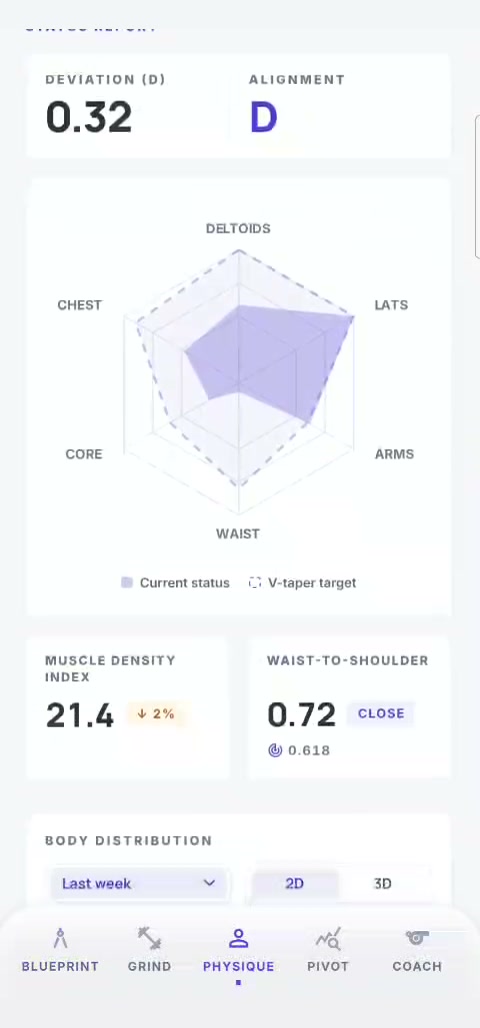 STATUS REPORT
DEVIATION (D)
ALIGNMENT
0.32
D
DELTOIDS
CHEST
LATS
CORE
ARMS
WAIST
Current status
V-taper target
MUSCLE DENSITY
INDEX
WAIST-TO-SHOULDER
21.4
↓ 2%
0.72
CLOSE
0.618
BODY DISTRIBUTION
Last week
2D
3D
BLUEPRINT
GRIND
PHYSIQUE
PIVOT
COACH